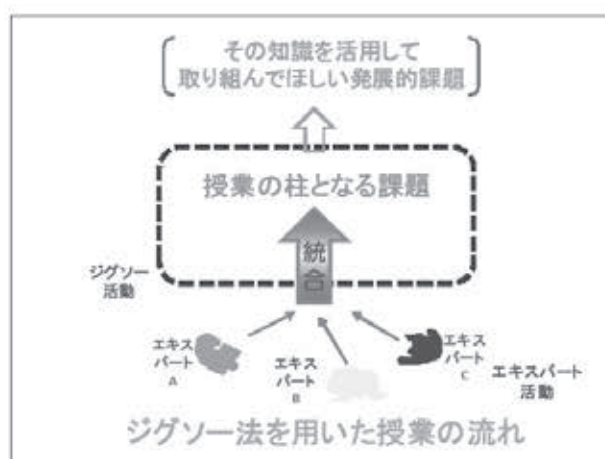 その知識を活用して
取り組んでほしい発展的課題
授業の柱となる課題
統
合
ジグソー
活動
エキス
パート
A
エキス
パート
B
エキス
パート
C
エキスパート
活動
ジグソー法を用いた授業の流れ